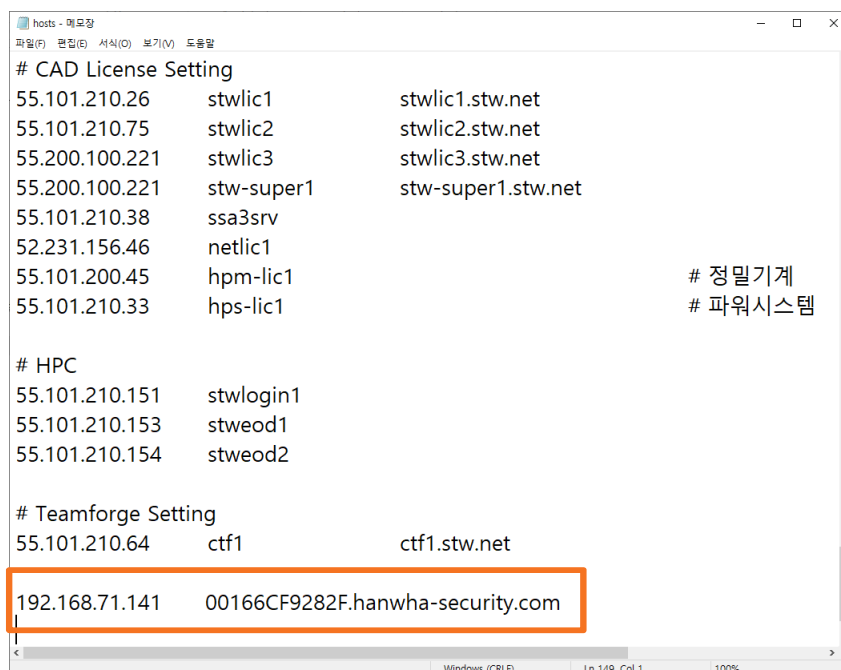 hosts - 메모장
파일(F) 편집(E) 서식(O) 보기(V) 도움말
# CAD License Setting
55.101.210.26 stwlic1 stwlic1.stw.net
55.101.210.75 stwlic2 stwlic2.stw.net
55.200.100.221 stwlic3 stwlic3.stw.net
55.200.100.221 stw-super1 stw-super1.stw.net
55.101.210.38 ssa3srv
52.231.156.46 netlic1
55.101.200.45 hpm-lic1 # 정밀기계
55.101.210.33 hps-lic1 # 파워시스템
# HPC
55.101.210.151 stwlogin1
55.101.210.153 stweod1
55.101.210.154 stweod2
# Teamforge Setting
55.101.210.64 ctf1 ctf1.stw.net
192.168.71.141 00166CF9282F.hanwha-security.com
Windows (CRLF) Ln 149, Col 1 100%